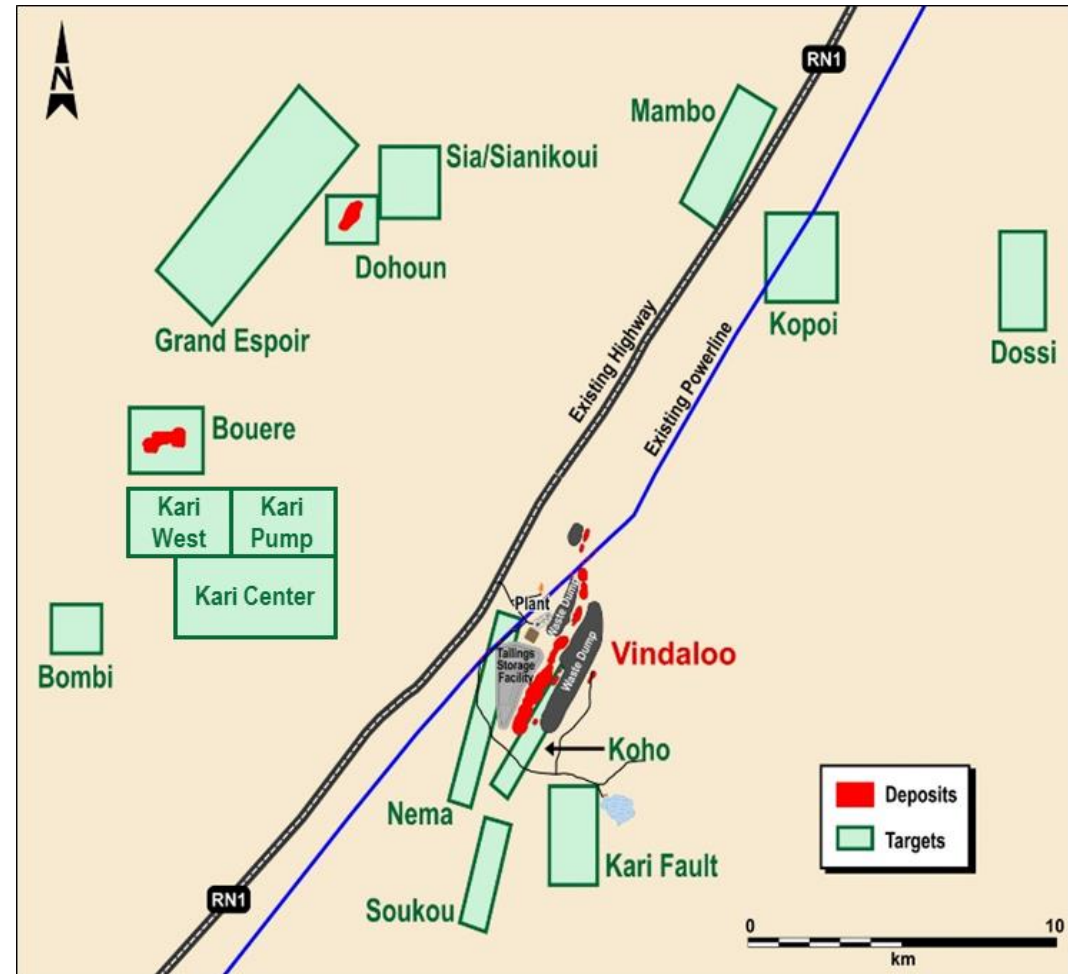 N
RN1
Mambo
Sia/Sianikoui
Dohoun
Grand Espoir
Kopoi
Dossi
Existing Highway
Existing Powerline
Bouere
Kari
West
Kari
Pump
Kari Center
Bombi
Plant
Waste Dump
Vindaloo
Tailings
Storage
Facility
Waste Dump
Koho
Nema
Kari Fault
Soukou
RN1
Deposits
Targets
0
10
km